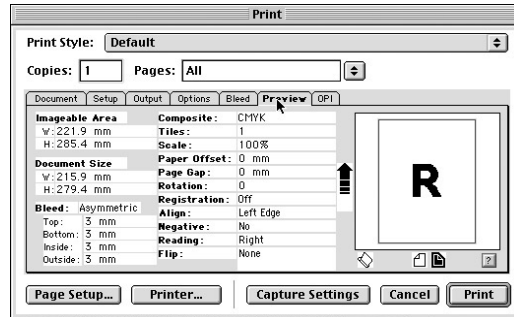 Print
Print Style: Default
Copies: 1 Pages: All
Document Setup Output Options Bleed Preview OPI
Imageable Area
W: 221.9 mm
H: 285.4 mm
Document Size
W: 215.9 mm
H: 279.4 mm
Bleed: Asymmetric
Top: 3 mm
Bottom: 3 mm
Inside: 3 mm
Outside: 3 mm
Composite: CMYK
Tiles: 1
Scale: 100%
Paper Offset: 0 mm
Page Gap: 0 mm
Rotation: 0
Registration: Off
Align: Left Edge
Negative: No
Reading: Right
Flip: None
R
?
Page Setup... Printer... Capture Settings Cancel Print